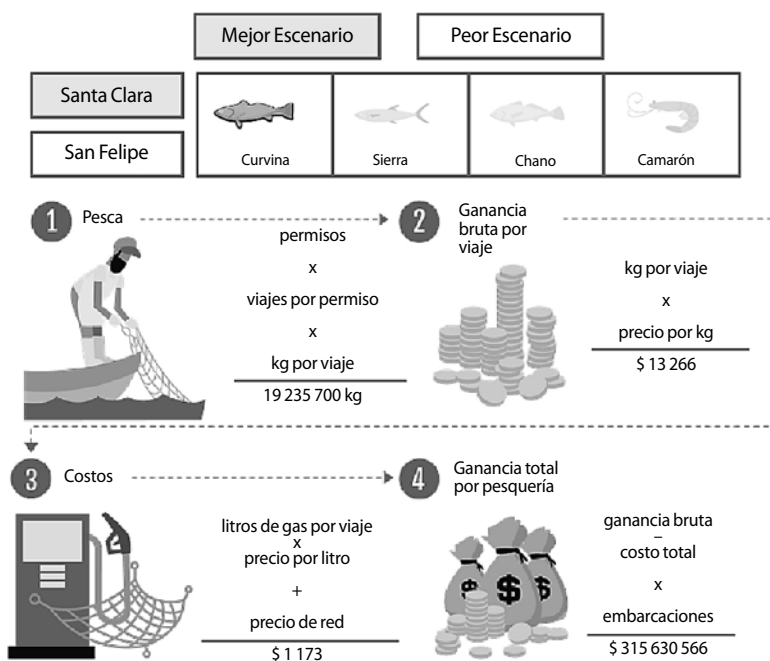 Mejor Escenario
Peor Escenario
Santa Clara
San Felipe
Curvina
Sierra
Chano
Camarón
1 Pesca
permisos
x
viajes por permiso
x
kg por viaje
19 235 700 kg
2 Ganancia
bruta por
viaje
kg por viaje
x
precio por kg
$ 13 266
3 Costos
litros de gas por viaje
x
precio por litro
+
precio de red
$ 1 173
4 Ganancia total
por pesquería
$ $ $
ganancia bruta
–
costo total
x
embarcaciones
$ 315 630 566